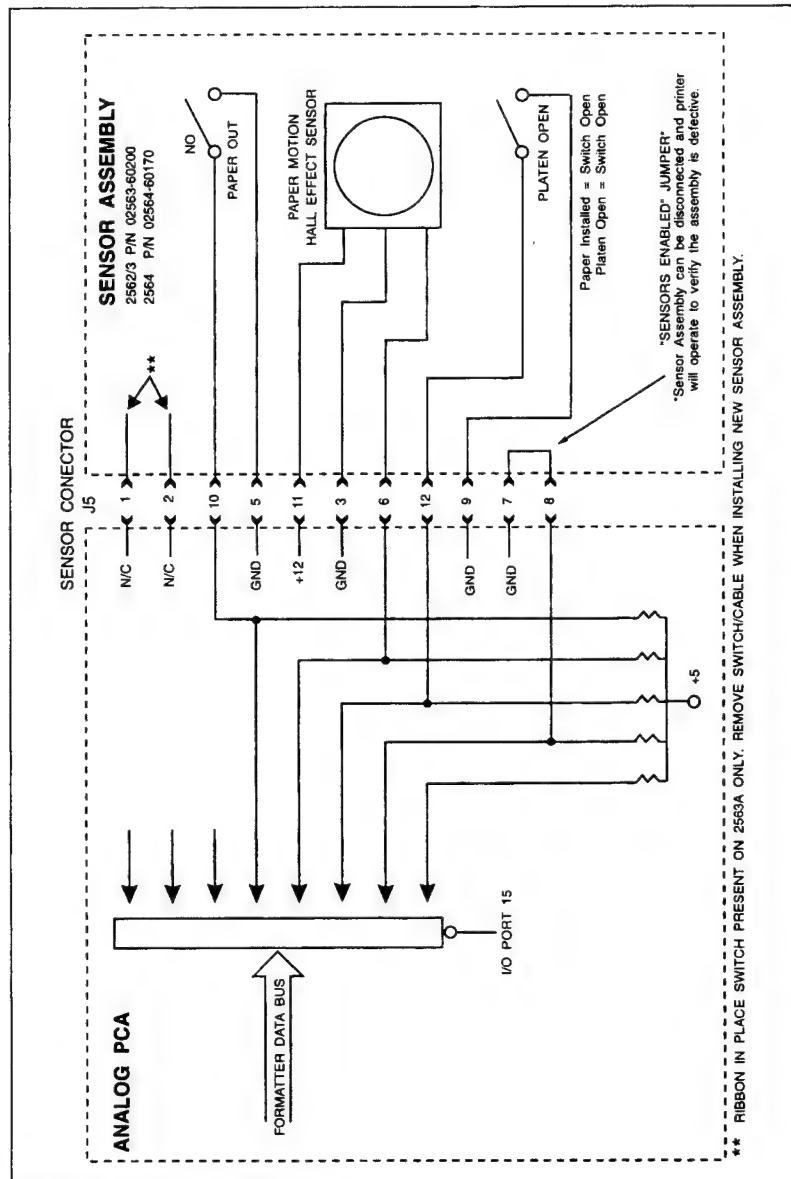 SENSOR CONECTOR
J5
ANALOG PCA
FORMATTER DATA BUS
I/O PORT 15
N/C
N/C
GND
+12
GND
GND
GND
+5
1
2
10
5
11
3
6
12
9
7
8
SENSOR ASSEMBLY
2562/3 P/N 02563-60200
2564 P/N 02564-60170
**
NO
PAPER OUT
PAPER MOTION
HALL EFFECT SENSOR
PLATEN OPEN
Paper Installed = Switch Open
Platen Open = Switch Open
"SENSORS ENABLED" JUMPER"
"Sensor Assembly can be disconnected and printer
will operate to verify the assembly is defective.
** RIBBON IN PLACE SWITCH PRESENT ON 2563A ONLY. REMOVE SWITCH/CABLE WHEN INSTALLING NEW SENSOR ASSEMBLY.